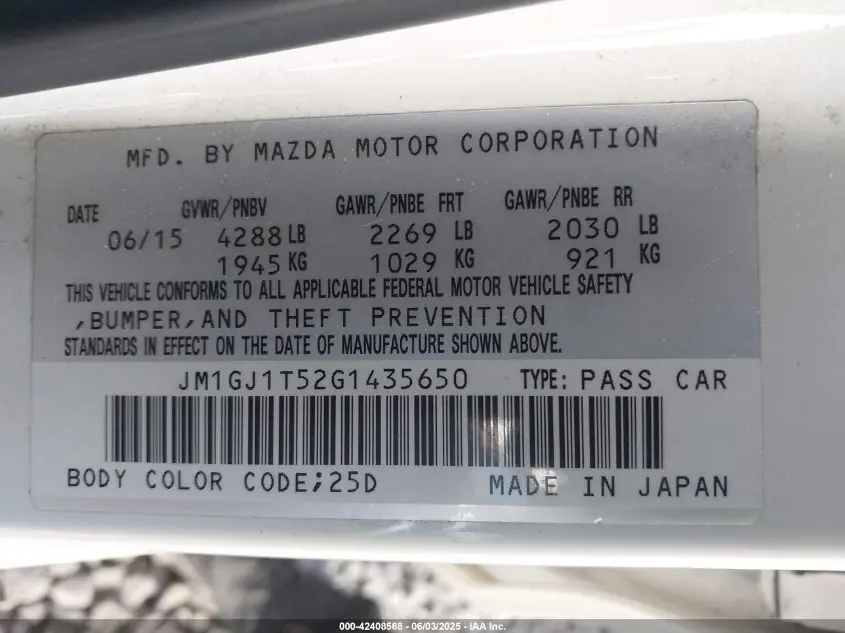 MFD. BY MAZDA MOTOR CORPORATION
DATE GVWR/PNBV GAWR/PNBE FRT GAWR/PNBE RR
06/15 4288 LB 2269 LB 2030 LB
1945 KG 1029 KG 921 KG
THIS VEHICLE CONFORMS TO ALL APPLICABLE FEDERAL MOTOR VEHICLE SAFETY
,BUMPER,AND THEFT PREVENTION
STANDARDS IN EFFECT ON THE DATE OF MANUFACTURE SHOWN ABOVE.
JM1GJ1T52G1435650 TYPE: PASS CAR
BODY COLOR CODE;25D MADE IN JAPAN
000-42408568 - 06/03/2025 - IAA Inc.